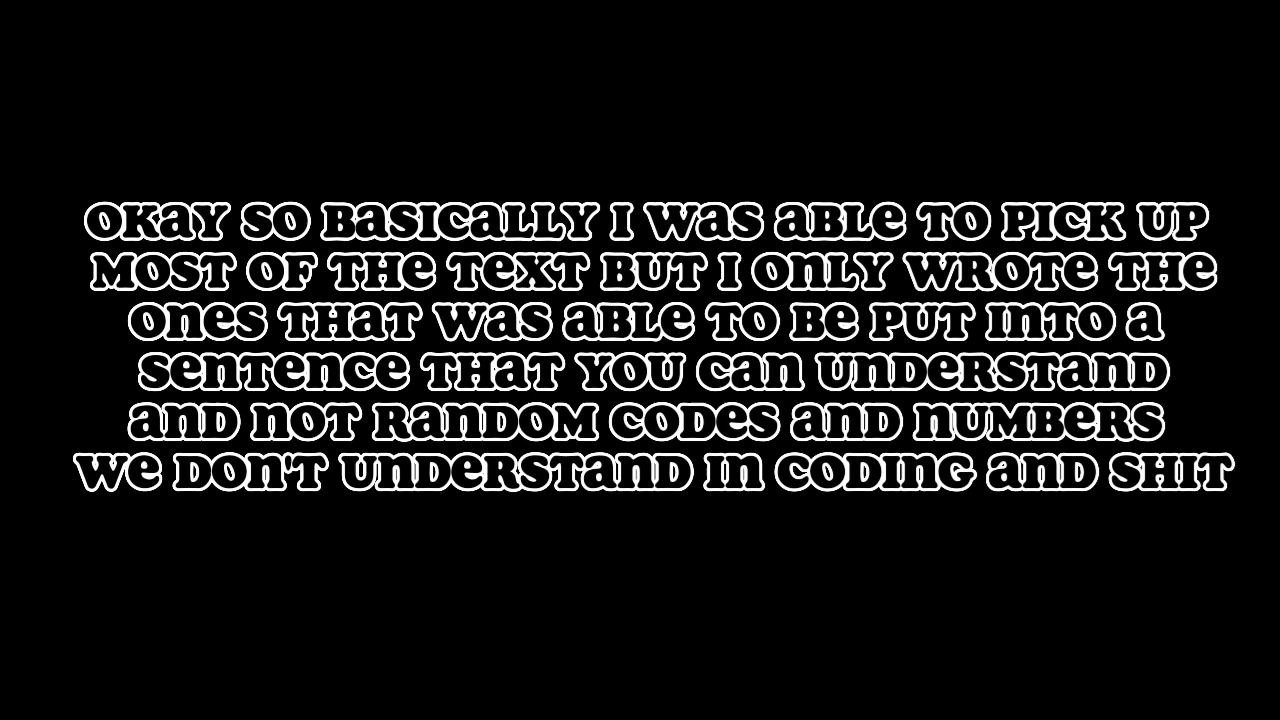 OKAY SO BASICALLY I WAS ABLE TO PICK UP
MOST OF THE TEXT BUT I ONLY WROTE THE
ONES THAT WAS ABLE TO BE PUT INTO A
SENTENCE THAT YOU CAN UNDERSTAND
AND NOT RANDOM CODES AND NUMBERS
WE DON'T UNDERSTAND IN CODING AND SHIT